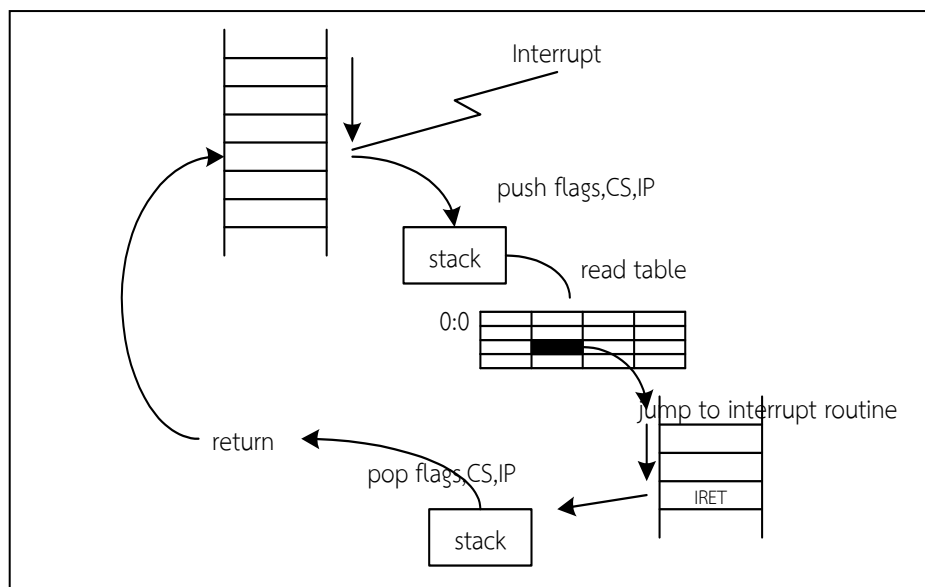 Interrupt
push flags,CS,IP
stack
read table
0:0
jump to interrupt routine
return
pop flags,CS,IP
IRET
stack